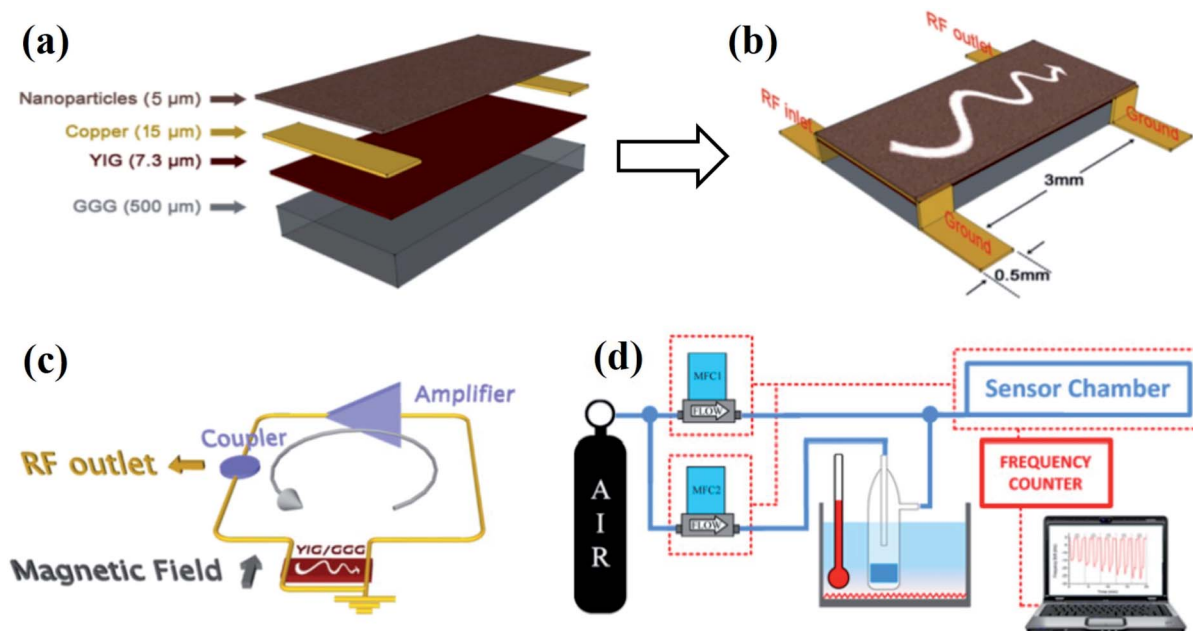 (a)
Nanoparticles (5 µm)
Copper (15 µm)
YIG (7.3 µm)
GGG (500 µm)
(b)
RF outlet
RF inlet
Ground
3mm
Ground
0.5mm
(c)
Amplifier
Coupler
RF outlet
YIG/GGG
Magnetic Field
(d)
MFC1
FLOW
MFC2
FLOW
AIR
Sensor Chamber
FREQUENCY
COUNTER